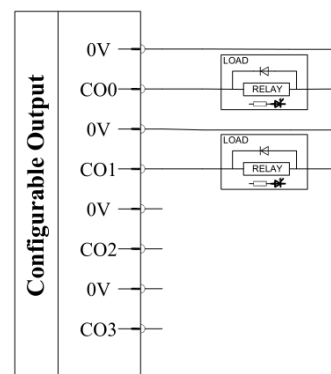 Configurable Output
0V
LOAD
CO0
RELAY
0V
LOAD
CO1
RELAY
0V
CO2
0V
CO3